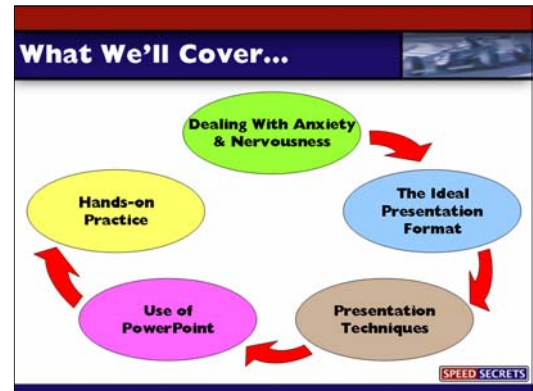 What We'll Cover...
Dealing With Anxiety
& Nervousness
The Ideal
Presentation
Format
Presentation
Techniques
Use of
PowerPoint
Hands-on
Practice
SPEED SECRETS